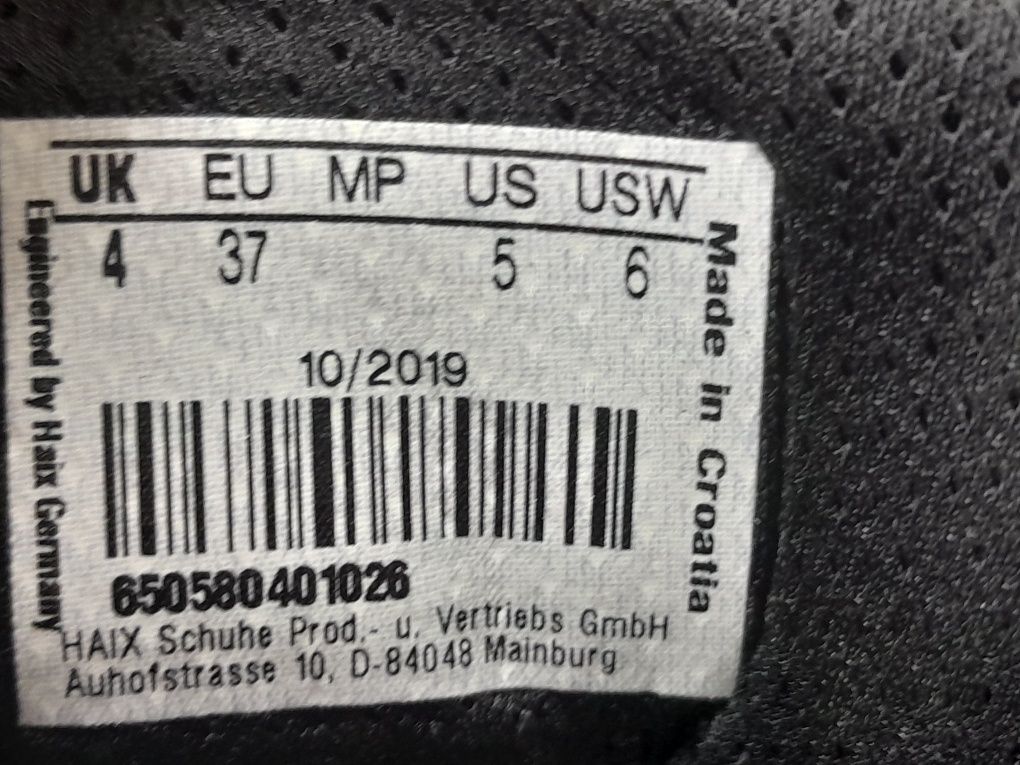 UK EU MP US USW
4 37 5 6
10/2019
650580401026
HAIX Schuhe Prod.- u. Vertriebs GmbH
Auhofstrasse 10, D-84048 Mainburg
Engineered by Haix Germany
Made in Croatia